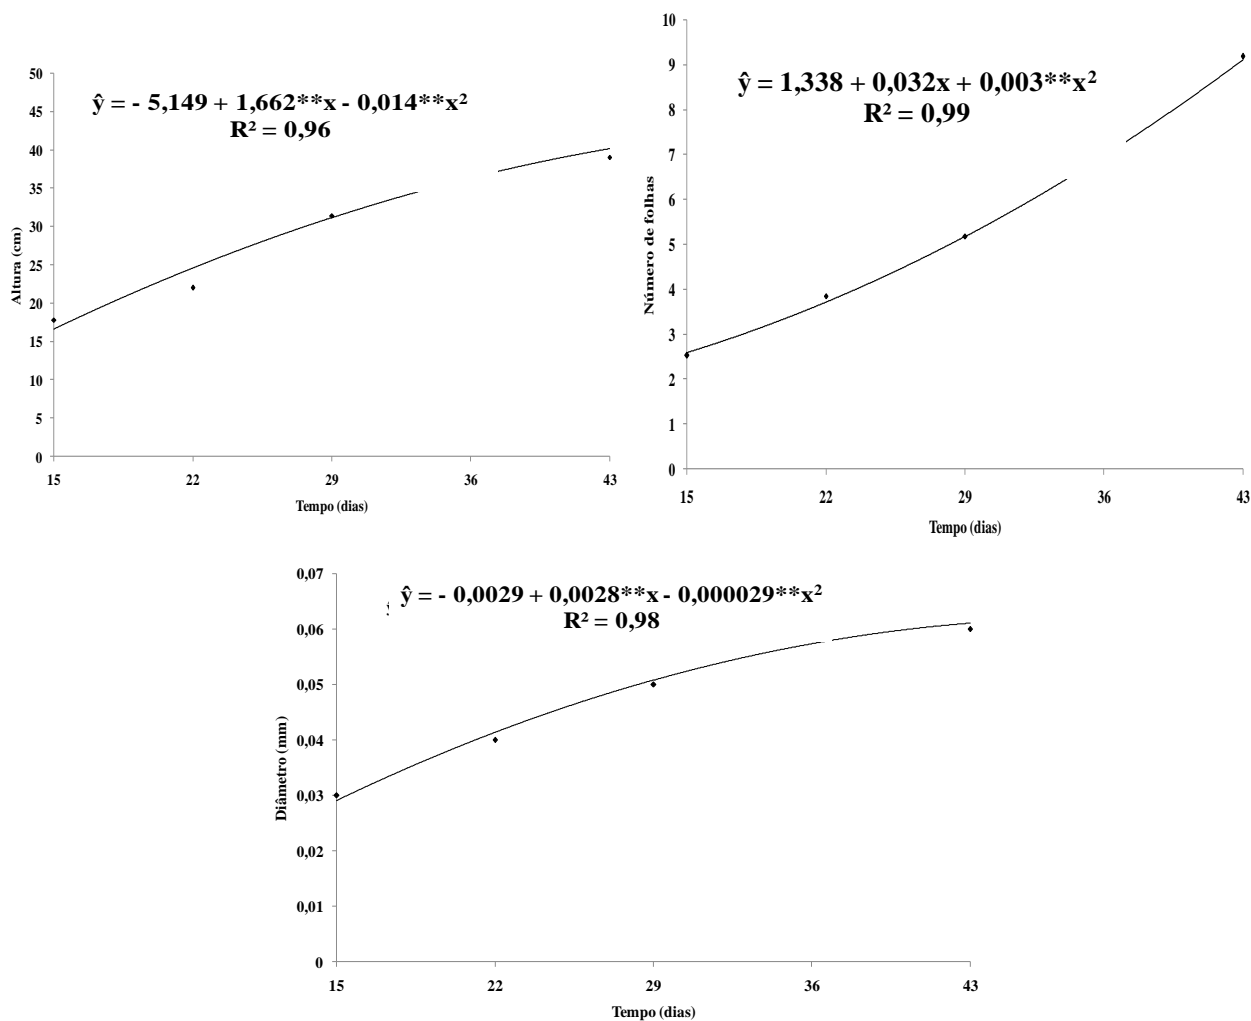 ŷ = - 5,149 + 1,662**x - 0,014**x²
R² = 0,96
50
45
40
35
30
25
20
15
10
5
0
Altura (cm)
15 22 29 36 43
Tempo (dias)
ŷ = 1,338 + 0,032x + 0,003**x²
R² = 0,99
10
9
8
7
6
5
4
3
2
1
0
Número de folhas
15 22 29 36 43
Tempo (dias)
ŷ = - 0,0029 + 0,0028**x - 0,000029**x²
R² = 0,98
0,07
0,06
0,05
0,04
0,03
0,02
0,01
0
Diâmetro (mm)
15 22 29 36 43
Tempo (dias)